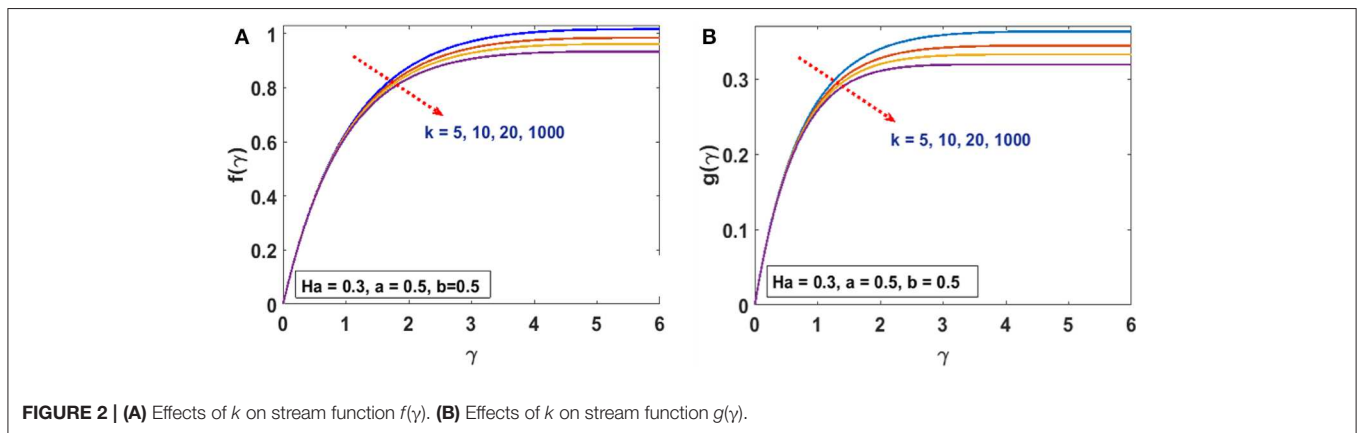 A
1
0.8
0.6
0.4
0.2
0
f(γ)
k = 5, 10, 20, 1000
Ha = 0.3, a = 0.5, b=0.5
0 1 2 3 4 5 6
γ
B
0.3
0.2
0.1
0
g(γ)
k = 5, 10, 20, 1000
Ha = 0.3, a = 0.5, b = 0.5
0 1 2 3 4 5 6
γ
FIGURE 2 | (A) Effects of k on stream function f(γ). (B) Effects of k on stream function g(γ).